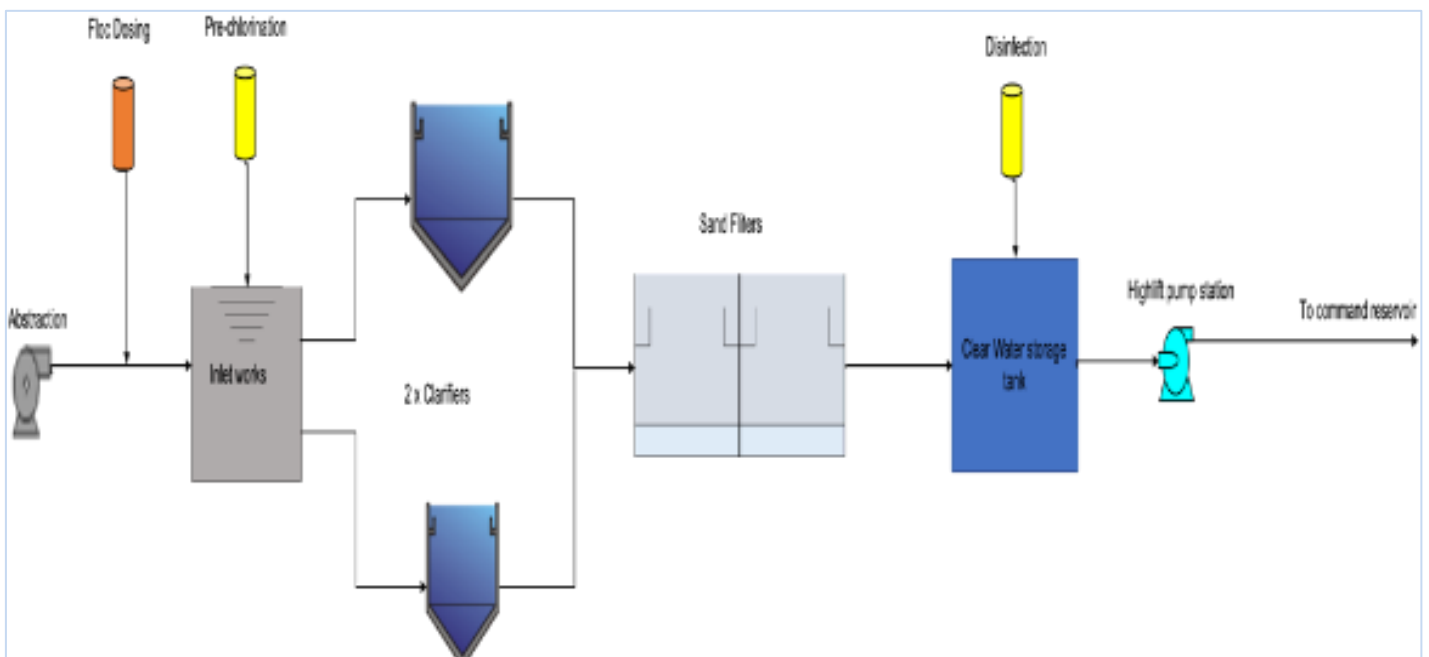 Floc Dosing
Pre-chlorination
Disinfection
Sand Filters
Highlift pump station
To command reservoir
Abstraction
Inlet works
2 x Clarifiers
Clear Water storage
tank